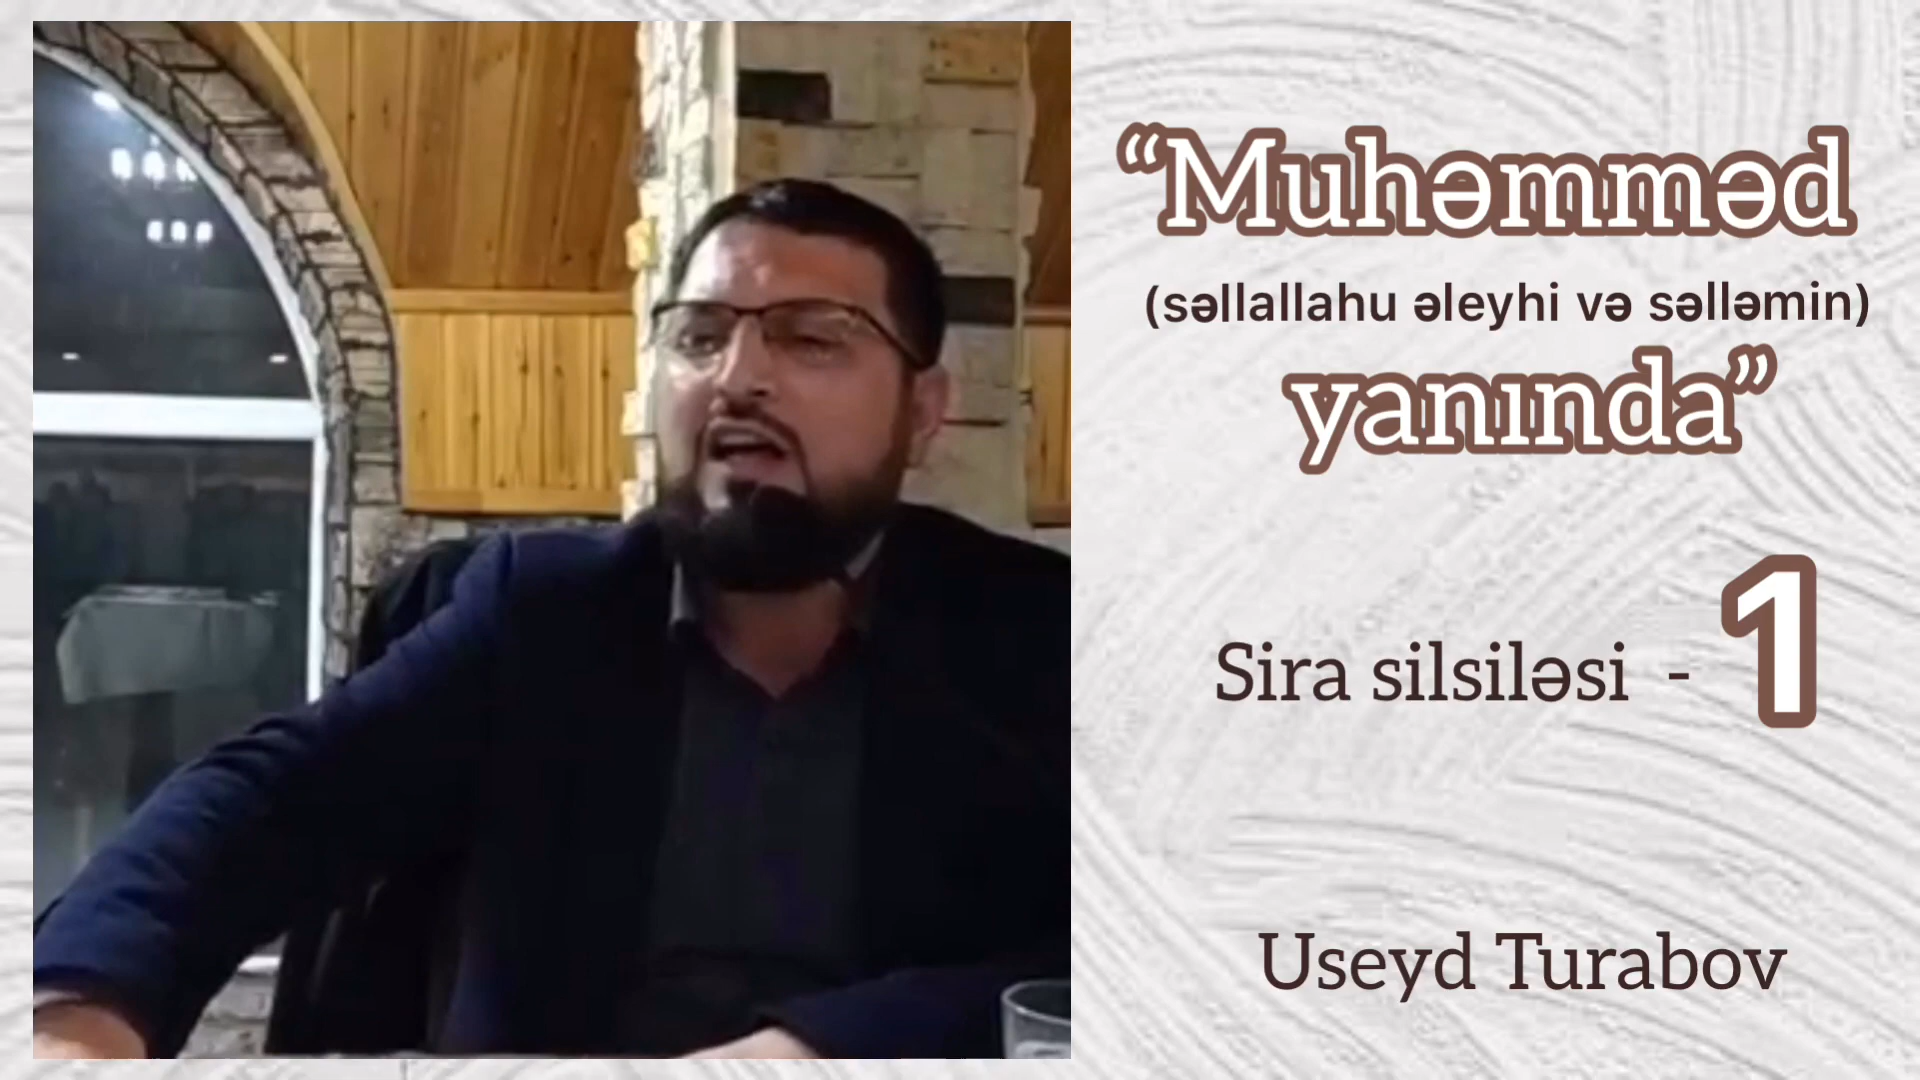 “Muhəmməd
(səllallahu əleyhi və səlləmin)
yanında”
Sira silsiləsi - 1
Useyd Turabov